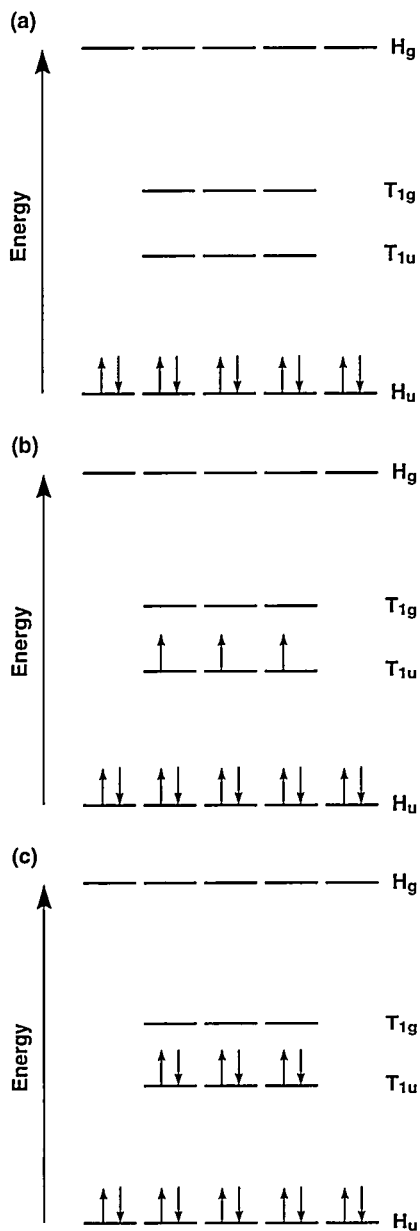 (a)
Hg
T1g
T1u
Hu
Energy
(b)
Hg
T1g
T1u
Hu
Energy
(c)
Hg
T1g
T1u
Hu
Energy